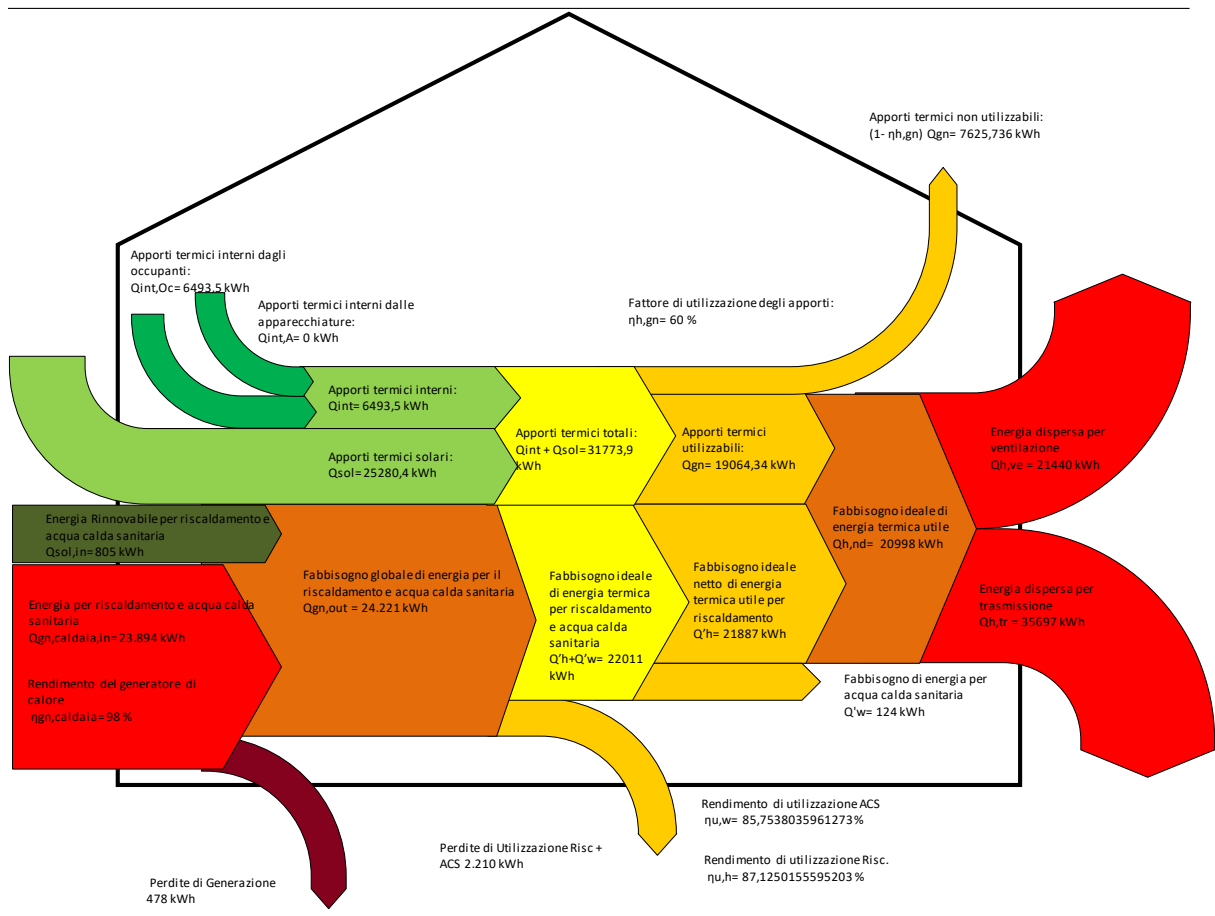 Apporti termici non utilizzabili:
(1- ηh,gn) Qgn= 7625,736 kWh
Apporti termici interni dagli
occupanti:
Qint,Oc= 6493,5 kWh
Apporti termici interni dalle
apparecchiature:
Qint,A= 0 kWh
Fattore di utilizzazione degli apporti:
ηh,gn= 60 %
Apporti termici interni:
Qint= 6493,5 kWh
Apporti termici solari:
Qsol=25280,4 kWh
Apporti termici totali:
Qint + Qsol=31773,9
kWh
Apporti termici
utilizzabili:
Qgn= 19064,34 kWh
Energia dispersa per
ventilazione
Qh,ve = 21440 kWh
Energia Rinnovabile per riscaldamento e
acqua calda sanitaria
Qsol,in= 805 kWh
Fabbisogno ideale di
energia termica utile
Qh,nd= 20998 kWh
Fabbisogno globale di energia per il
riscaldamento e acqua calda sanitaria
Qgn,out = 24.221 kWh
Fabbisogno ideale
di energia termica
per riscaldamento
e acqua calda
sanitaria
Q'h+Q'w= 22011
kWh
Fabbisogno ideale
netto di energia
termica utile per
riscaldamento
Q'h= 21887 kWh
Energia dispersa per
trasmissione
Qh,tr = 35697 kWh
Energia per riscaldamento e acqua calda
sanitaria
Qgn,caldaia,in= 23.894 kWh
Rendimento del generatore di
calore
ηgn,caldaia= 98 %
Fabbisogno di energia per
acqua calda sanitaria
Q'w= 124 kWh
Rendimento di utilizzazione ACS
ηu,w= 85,7538035961273 %
Perdite di Utilizzazione Risc +
ACS 2.210 kWh
Rendimento di utilizzazione Risc.
ηu,h= 87,1250155595203 %
Perdite di Generazione
478 kWh